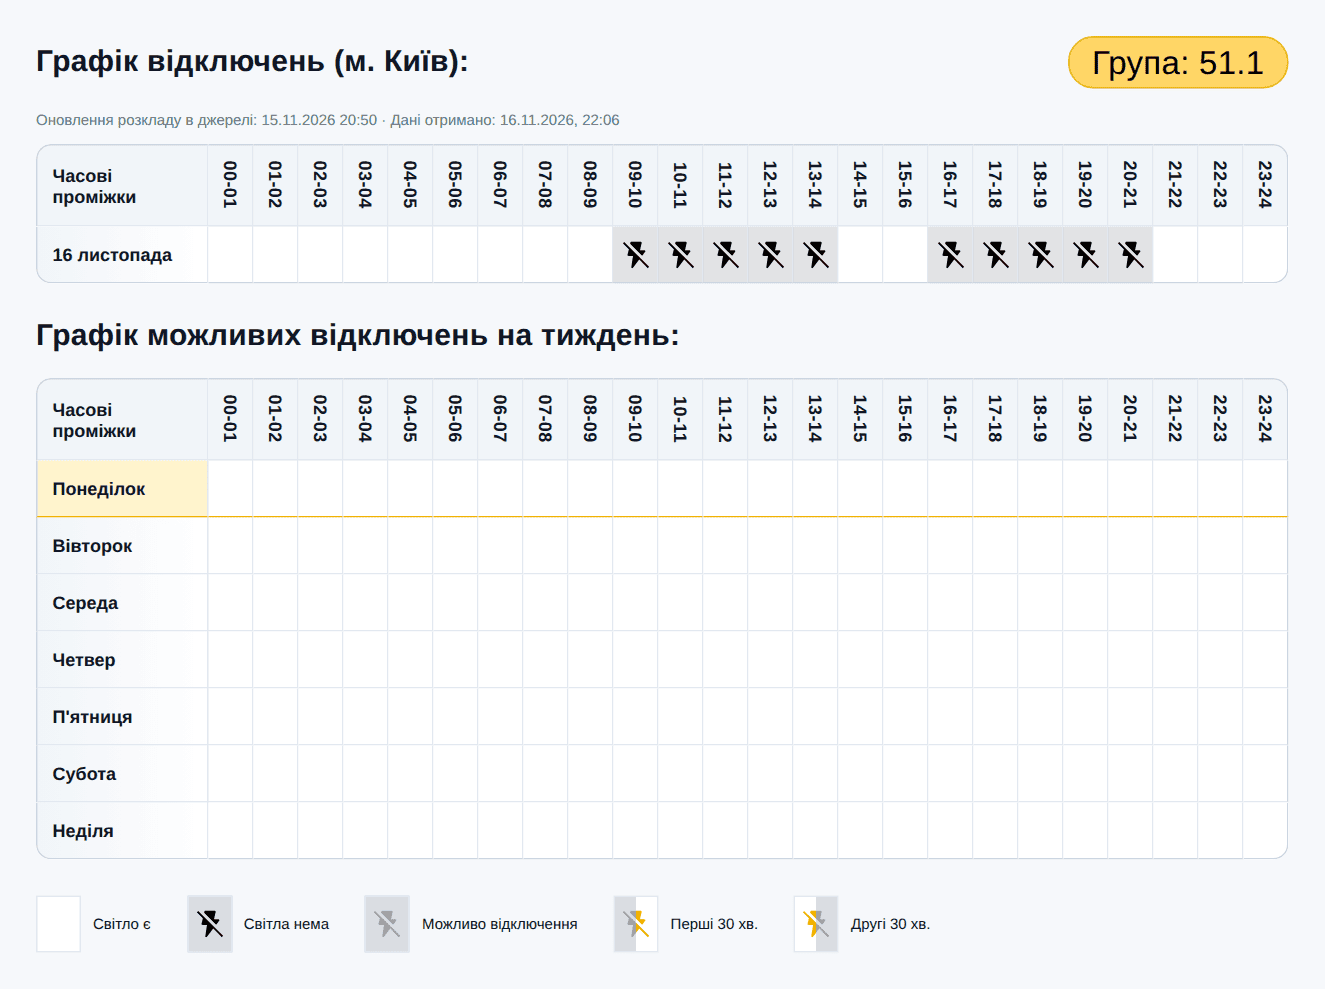 Графік відключень (м. Київ):
Група: 51.1
Оновлення розкладу в джерелі: 15.11.2026 20:50 · Дані отримано: 16.11.2026, 22:06
Часові
проміжки
00-01 01-02 02-03 03-04 04-05 05-06 06-07 07-08 08-09 09-10 10-11 11-12 12-13 13-14 14-15 15-16 16-17 17-18 18-19 19-20 20-21 21-22 22-23 23-24
16 листопада
Графік можливих відключень на тиждень:
Часові
проміжки
00-01 01-02 02-03 03-04 04-05 05-06 06-07 07-08 08-09 09-10 10-11 11-12 12-13 13-14 14-15 15-16 16-17 17-18 18-19 19-20 20-21 21-22 22-23 23-24
Понеділок
Вівторок
Середа
Четвер
П'ятниця
Субота
Неділя
Світло є
Світла нема
Можливо відключення
Перші 30 хв.
Другі 30 хв.